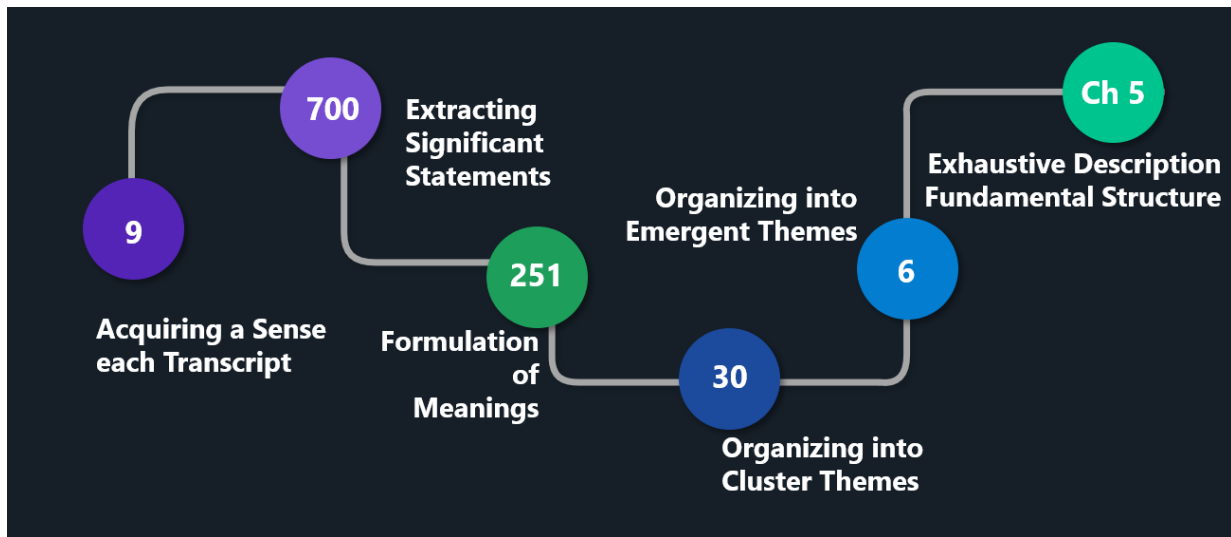 9
Acquiring a Sense
each Transcript
700
Extracting
Significant
Statements
251
Formulation
of
Meanings
30
Organizing into
Cluster Themes
6
Organizing into
Emergent Themes
Ch 5
Exhaustive Description
Fundamental Structure